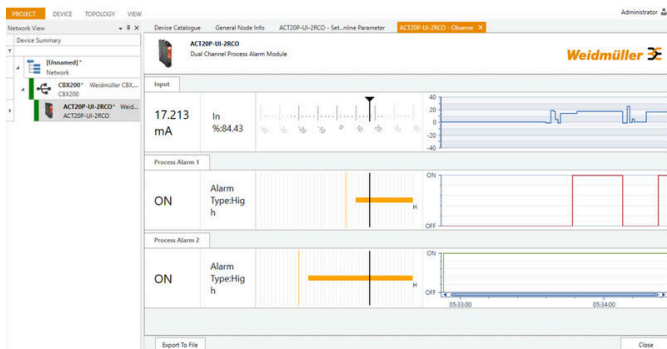 PROJECT DEVICE TOPOLOGY VIEW Administrator
Network View
Device Summary
[Unnamed]*
Network
CBX200* Weidmüller CBX...
CBX200
ACT20P-UI-2RCO* Weid...
ACT20P-UI-2RCO
Device Catalogue General Node Info ACT20P-UI-2RCO - Set...nline Parameter ACT20P-UI-2RCO - Observe ×
ACT20P-UI-2RCO
Dual Channel Process Alarm Module
Weidmüller
Input
17.213
mA
In
%:84.43
40
20
0
-20
-40
Process Alarm 1
ON
Alarm
Type:Hig
h
H
ON
OFF
Process Alarm 2
ON
Alarm
Type:Hig
h
H
ON
OFF
05:33:00 05:34:00
Export To File Close